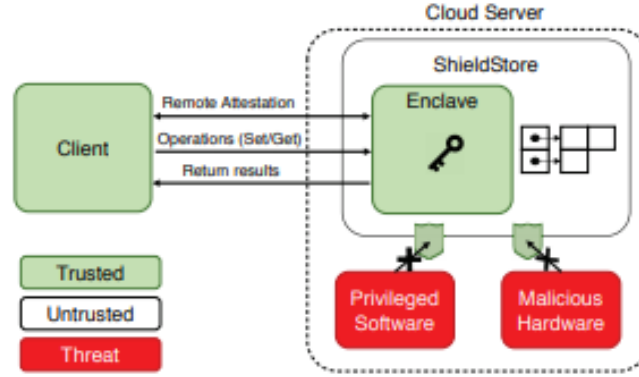 Cloud Server
ShieldStore
Enclave
Client
Remote Attestation
Operations (Set/Get)
Return results
Trusted
Untrusted
Threat
Privileged
Software
Malicious
Hardware